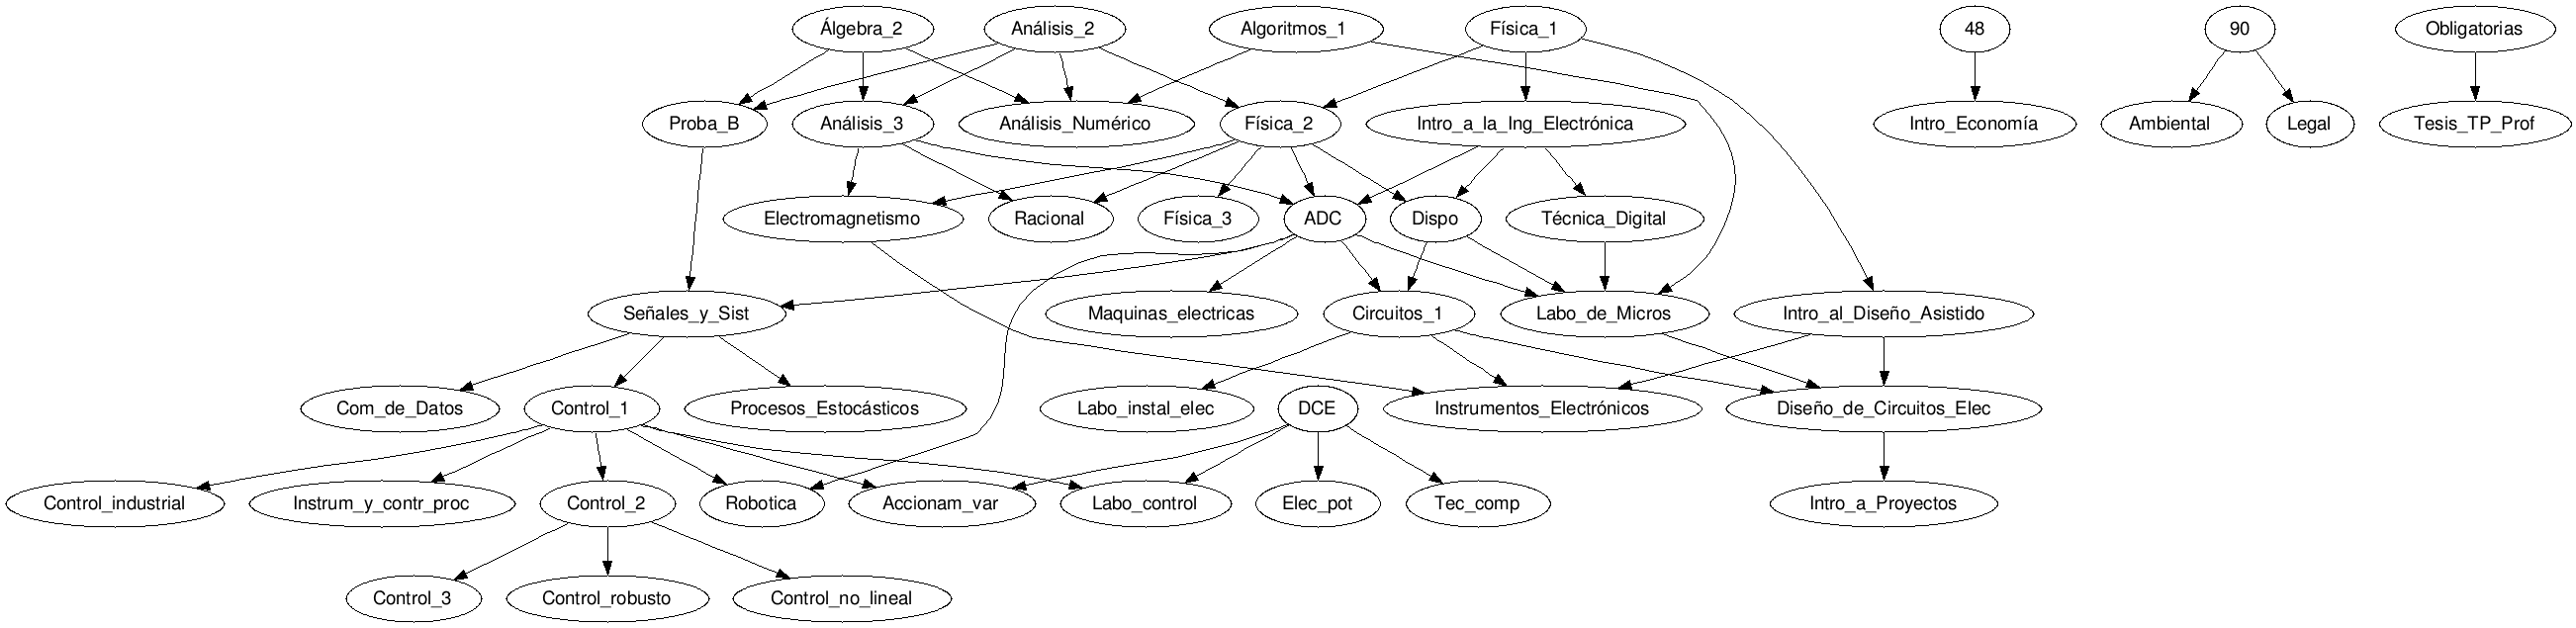 Álgebra_2
Análisis_2
Algoritmos_1
Física_1
48
90
Obligatorias
Proba_B
Análisis_3
Análisis_Numérico
Física_2
Intro_a_la_Ing_Electrónica
Intro_Economía
Ambiental
Legal
Tesis_TP_Prof
Electromagnetismo
Racional
Física_3
ADC
Dispo
Técnica_Digital
Señales_y_Sist
Maquinas_electricas
Circuitos_1
Labo_de_Micros
Intro_al_Diseño_Asistido
Com_de_Datos
Control_1
Procesos_Estocásticos
Labo_instal_elec
DCE
Instrumentos_Electrónicos
Diseño_de_Circuitos_Elec
Control_industrial
Instrum_y_contr_proc
Control_2
Robotica
Accionam_var
Labo_control
Elec_pot
Tec_comp
Intro_a_Proyectos
Control_3
Control_robusto
Control_no_lineal